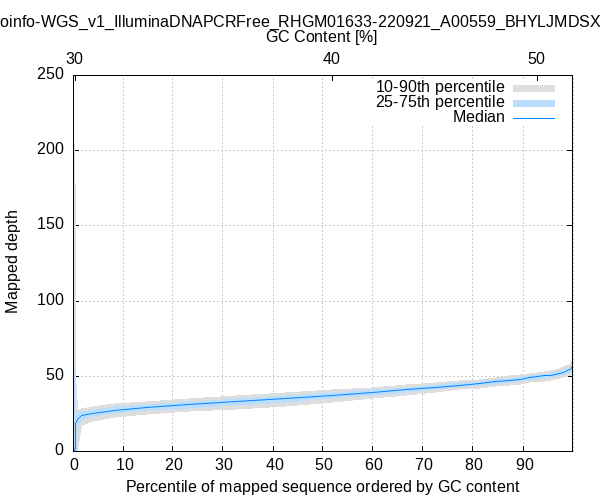 oinfo-WGS_v1_IlluminaDNAPCRFree_RHGM01633-220921_A00559_BHYLJMDSX
GC Content [%]
30 40 50
250
200
150
100
50
0
Mapped depth
10-90th percentile
25-75th percentile
Median
0 10 20 30 40 50 60 70 80 90
Percentile of mapped sequence ordered by GC content